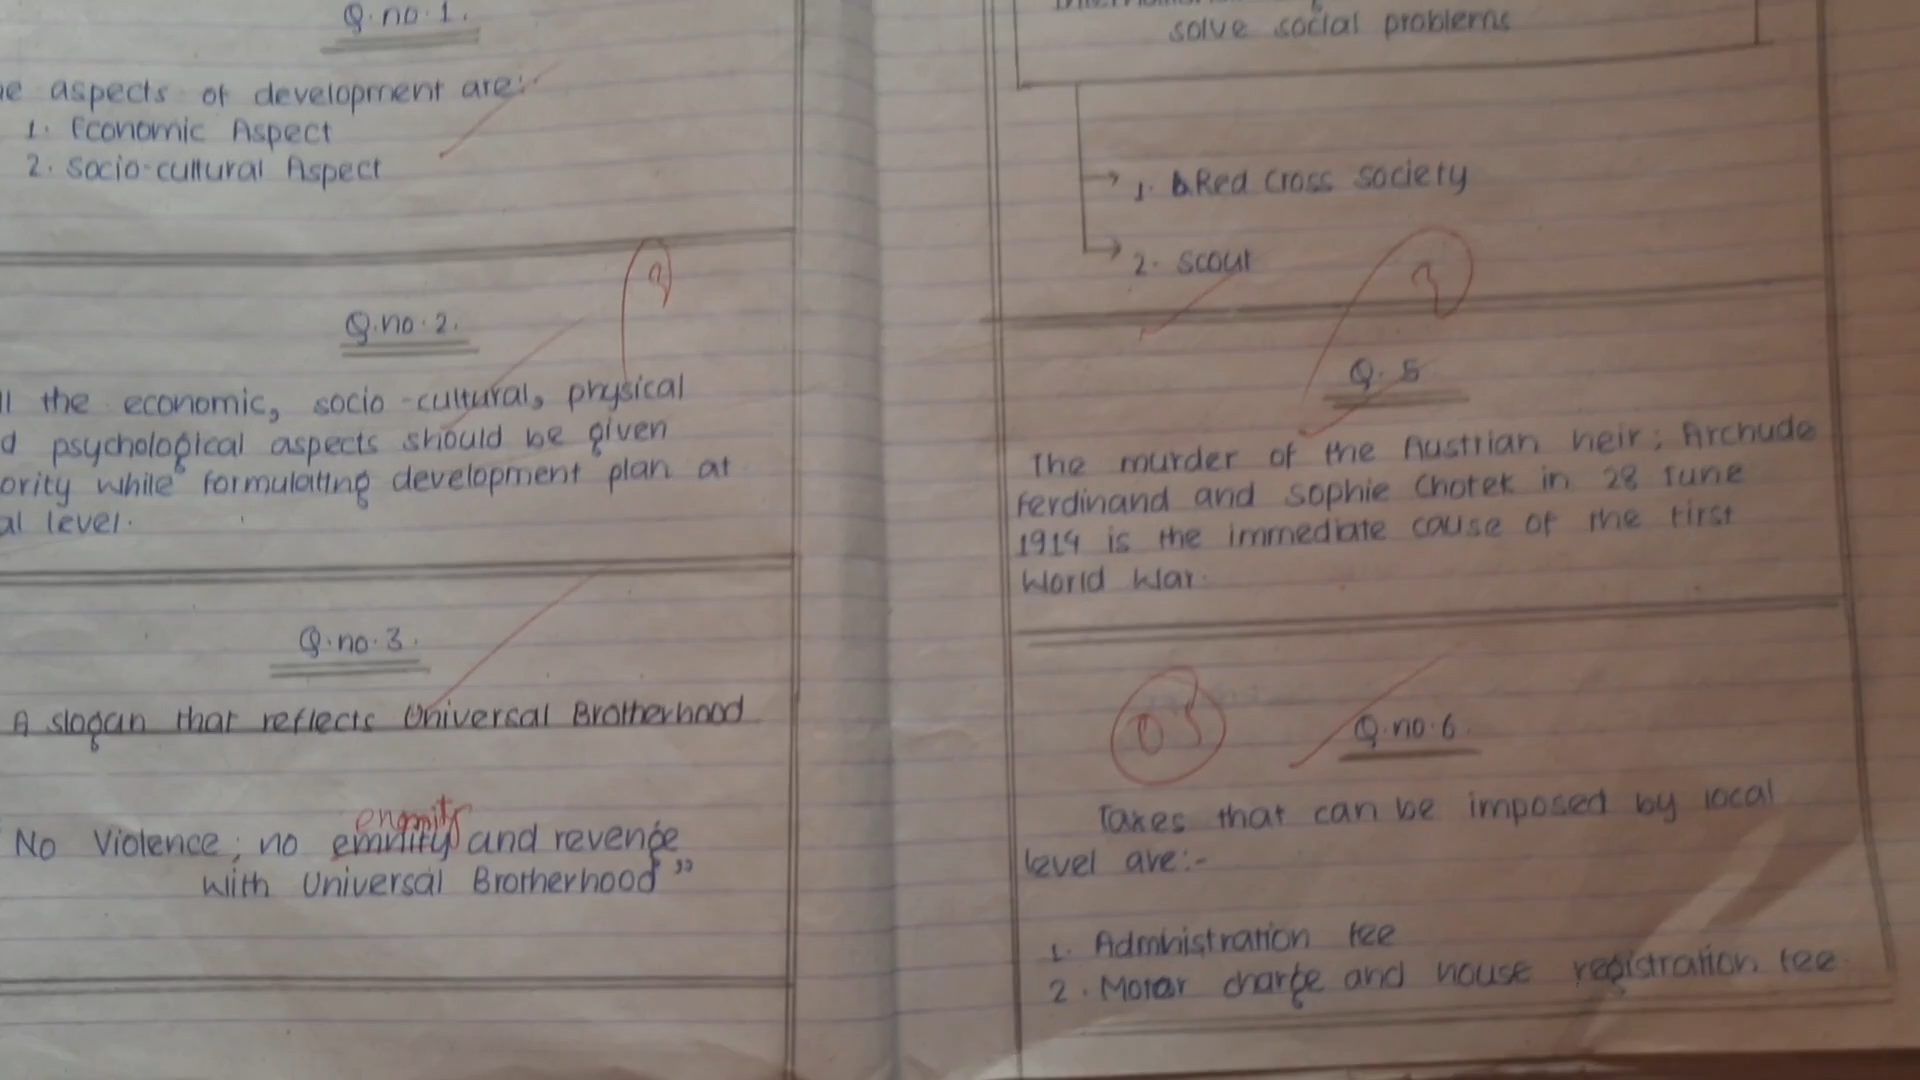 Q. no. 1.
aspects of development are:-
1. Economic Aspect
2. Socio-cultural Aspect
Q. no. 2.
the economic, socio-cultural, physical
psychological aspects should be given
while formulatting development plan at
level.
Q. no. 3.
A slogan that reflects Universal Brotherhood
enmity
No Violence; no emnity and revenge
with Universal Brotherhood"
solve social problems
1. Red Cross society
2. scout
Q. 5
The murder of the Austrian heir; Archude
Ferdinand and Sophie Chotek in 28 June
1914 is the immediate cause of the First
World War.
03
Q. no. 6.
Taxes that can be imposed by local
level are:-
1. Administration fee
2. Motor charge and house registration fee.